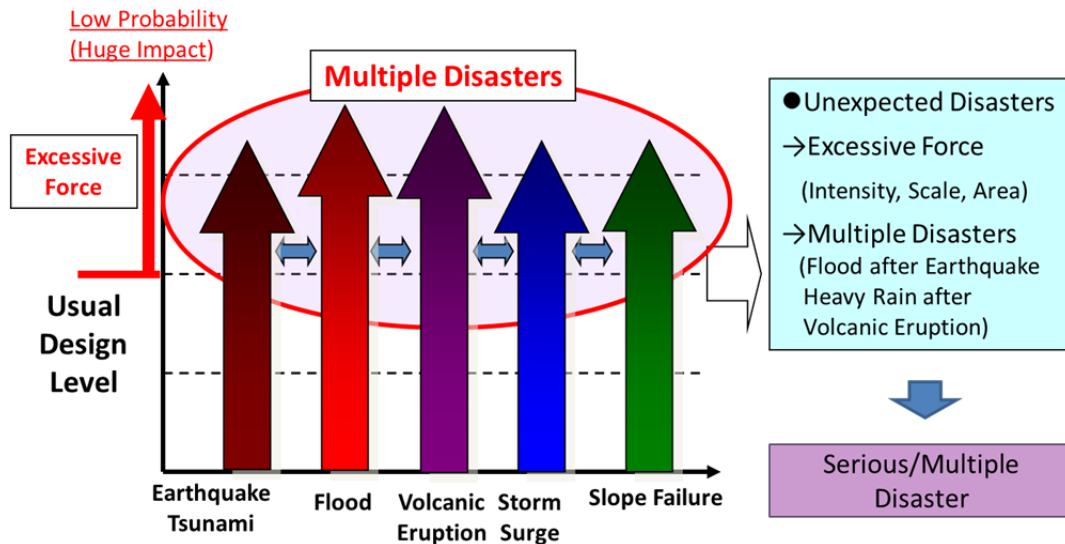 Low Probability
(Huge Impact)
Multiple Disasters
Excessive
Force
Usual
Design
Level
Earthquake
Tsunami
Flood
Volcanic
Eruption
Storm
Surge
Slope Failure
●Unexpected Disasters
→Excessive Force
(Intensity, Scale, Area)
→Multiple Disasters
(Flood after Earthquake
Heavy Rain after
Volcanic Eruption)
Serious/Multiple
Disaster